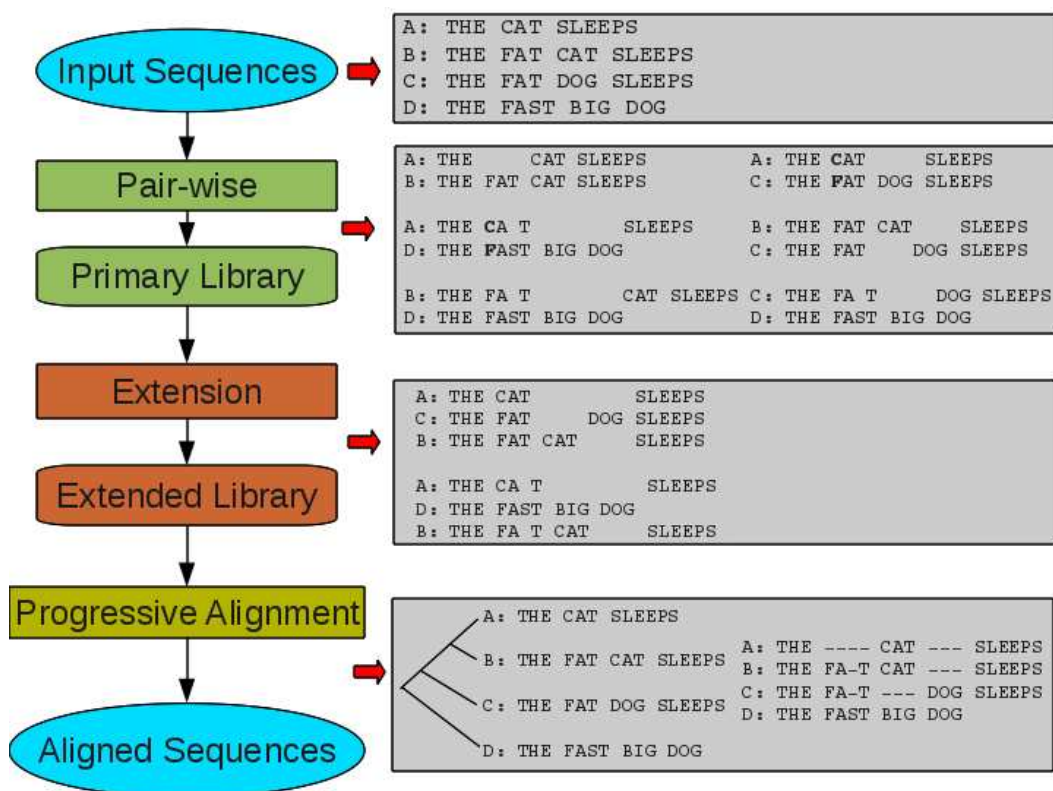 Input Sequences
A: THE CAT SLEEPS
B: THE FAT CAT SLEEPS
C: THE FAT DOG SLEEPS
D: THE FAST BIG DOG
Pair-wise
Primary Library
A: THE     CAT SLEEPS
B: THE FAT CAT SLEEPS
A: THE CAT     SLEEPS
C: THE FAT DOG SLEEPS
A: THE CA T         SLEEPS
D: THE FAST BIG DOG
B: THE FAT CAT     SLEEPS
C: THE FAT     DOG SLEEPS
B: THE FA T         CAT SLEEPS
D: THE FAST BIG DOG
C: THE FA T     DOG SLEEPS
D: THE FAST BIG DOG
Extension
Extended Library
A: THE CAT         SLEEPS
C: THE FAT     DOG SLEEPS
B: THE FAT CAT     SLEEPS
A: THE CA T         SLEEPS
D: THE FAST BIG DOG
B: THE FA T CAT     SLEEPS
Progressive Alignment
Aligned Sequences
A: THE CAT SLEEPS
B: THE FAT CAT SLEEPS
C: THE FAT DOG SLEEPS
D: THE FAST BIG DOG
A: THE ---- CAT --- SLEEPS
B: THE FA-T CAT --- SLEEPS
C: THE FA-T --- DOG SLEEPS
D: THE FAST BIG DOG